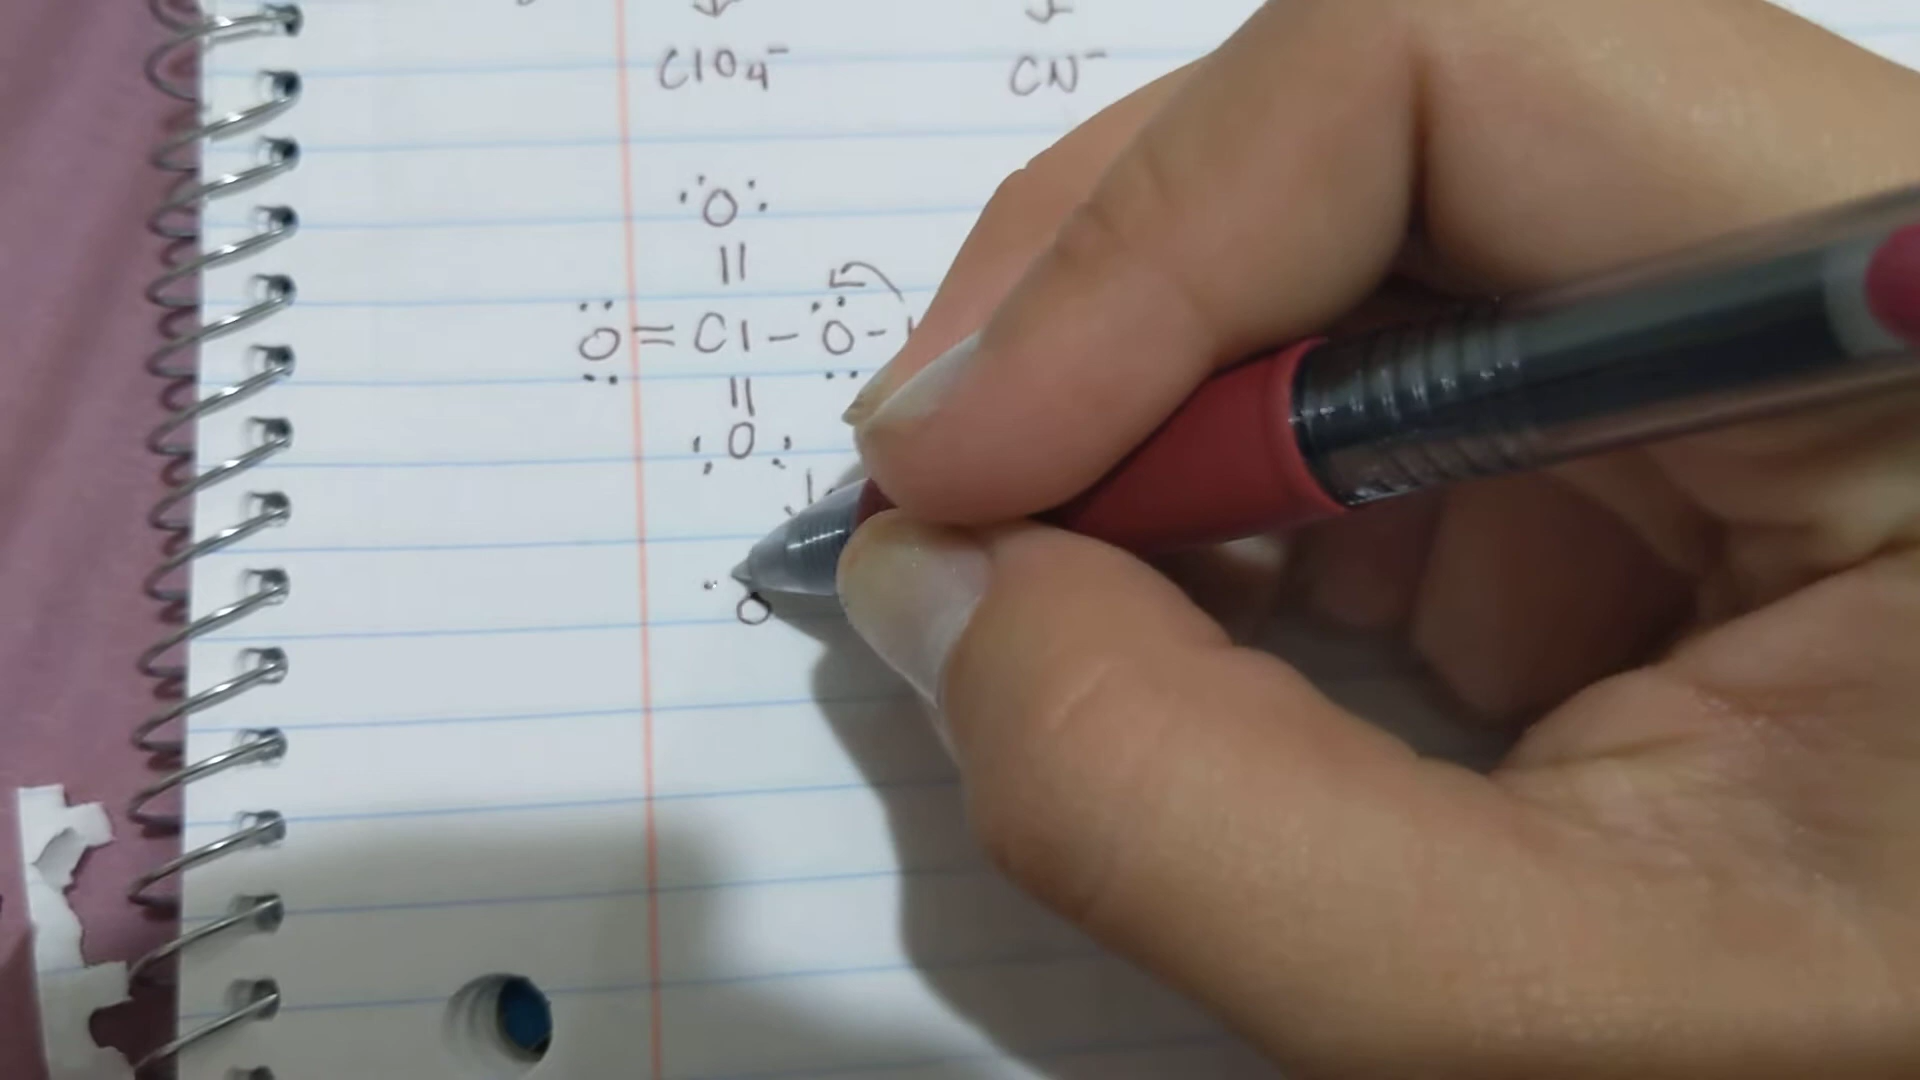 ClO₄⁻ CN⁻
O
||
O = Cl - O -
||
O
O